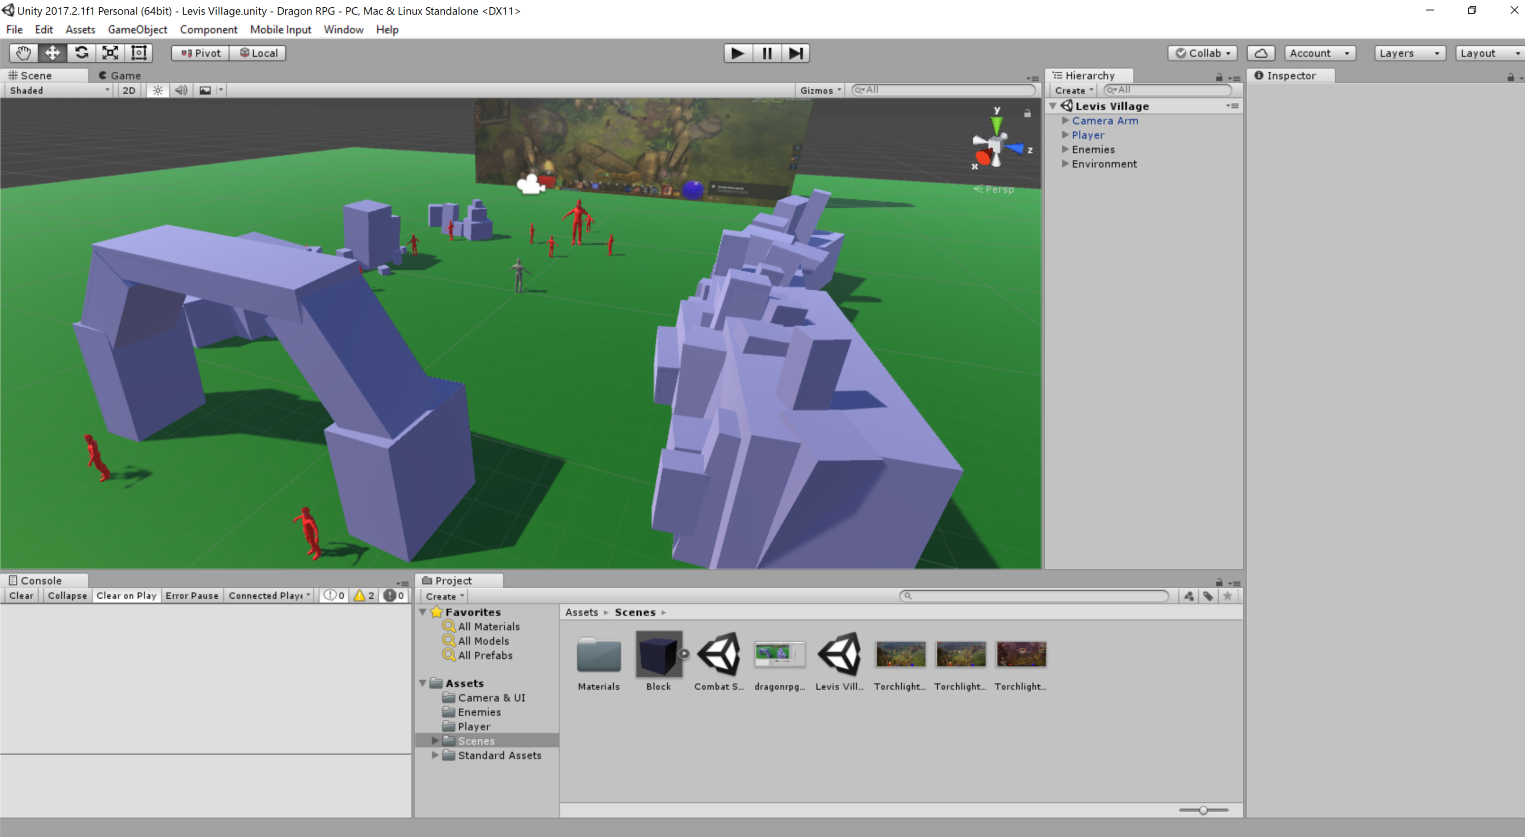 Unity 2017.2.1f1 Personal (64bit) - Levis Village.unity - Dragon RPG - PC, Mac & Linux Standalone <DX11>
File Edit Assets GameObject Component Mobile Input Window Help
Pivot Local Collab Account Layers Layout
Scene Game
Shaded 2D Gizmos All
y
z
x
Persp
Hierarchy
Create All
Levis Village
Camera Arm
Player
Enemies
Environment
Inspector
Console
Clear Collapse Clear on Play Error Pause Connected Playe 0 2 0
Project
Create
Favorites
All Materials
All Models
All Prefabs
Assets
Camera & UI
Enemies
Player
Scenes
Standard Assets
Assets Scenes
Materials Block Combat S... dragonrpg... Levis Vill... Torchlight... Torchlight... Torchlight...